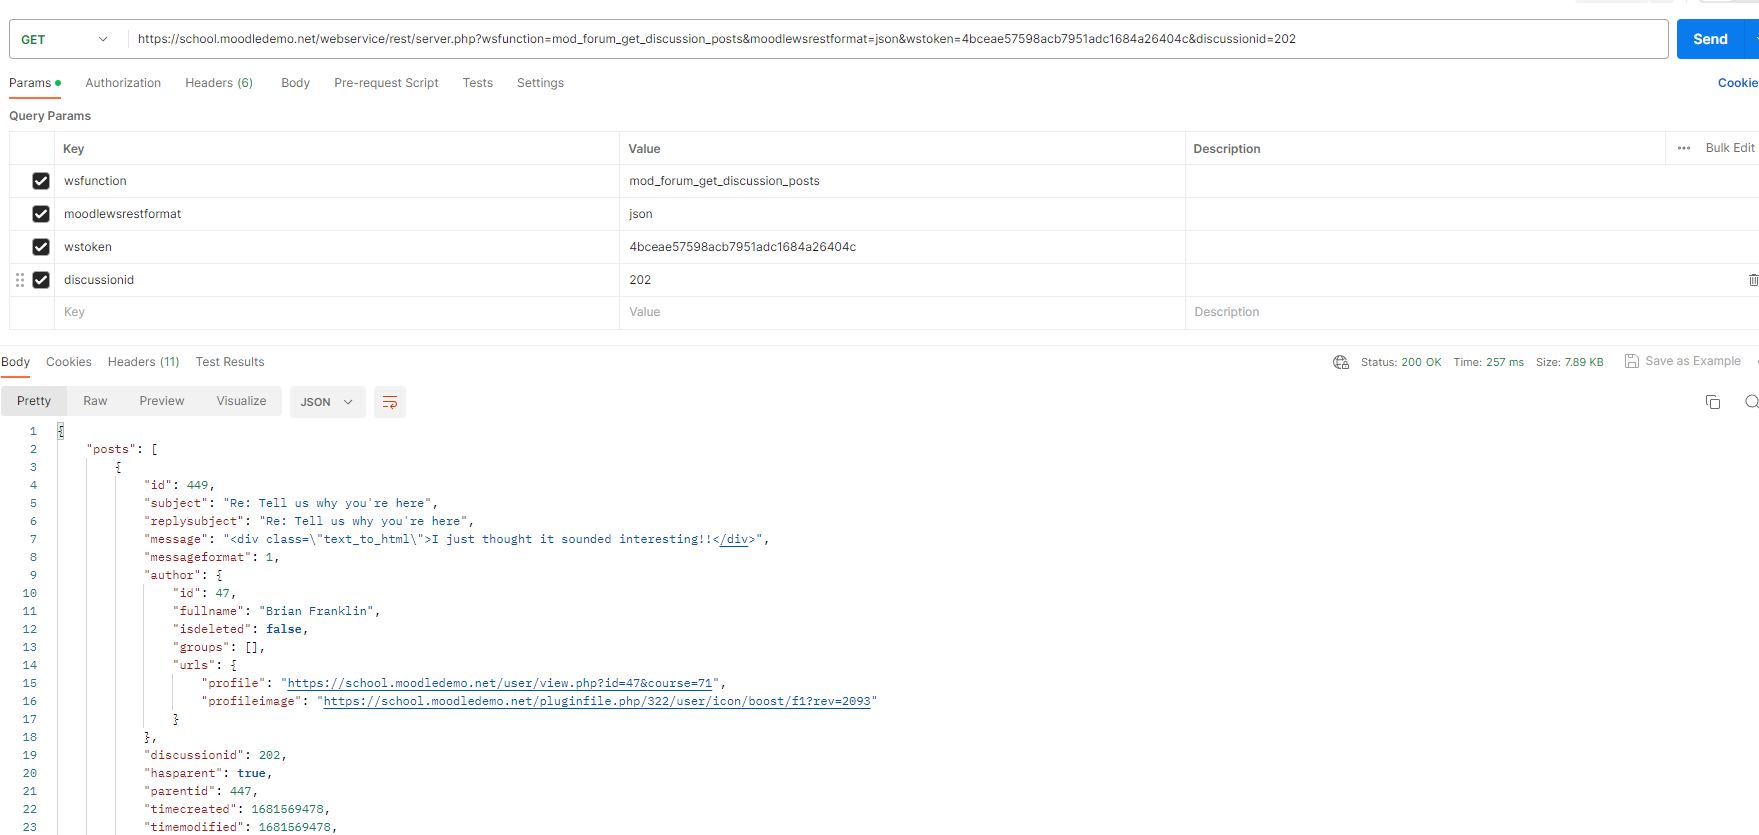 GET https://school.moodledemo.net/webservice/rest/server.php?wsfunction=mod_forum_get_discussion_posts&moodlewsrestformat=json&wstoken=4bceae57598acb7951adc1684a26404c&discussionid=202 Send
Params Authorization Headers (6) Body Pre-request Script Tests Settings Cookie
Query Params
Key Value Description ••• Bulk Edit
wsfunction mod_forum_get_discussion_posts
moodlewsrestformat json
wstoken 4bceae57598acb7951adc1684a26404c
discussionid 202
Key Value Description
Body Cookies Headers (11) Test Results Status: 200 OK Time: 257 ms Size: 7.89 KB Save as Example
Pretty Raw Preview Visualize JSON
1 {
2 "posts": [
3 {
4 "id": 449,
5 "subject": "Re: Tell us why you're here",
6 "replysubject": "Re: Tell us why you're here",
7 "message": "<div class=\"text_to_html\">I just thought it sounded interesting!!</div>",
8 "messageformat": 1,
9 "author": {
10 "id": 47,
11 "fullname": "Brian Franklin",
12 "isdeleted": false,
13 "groups": [],
14 "urls": {
15 "profile": "https://school.moodledemo.net/user/view.php?id=47&course=71",
16 "profileimage": "https://school.moodledemo.net/pluginfile.php/322/user/icon/boost/f1?rev=2093"
17 }
18 },
19 "discussionid": 202,
20 "hasparent": true,
21 "parentid": 447,
22 "timecreated": 1681569478,
23 "timemodified": 1681569478,